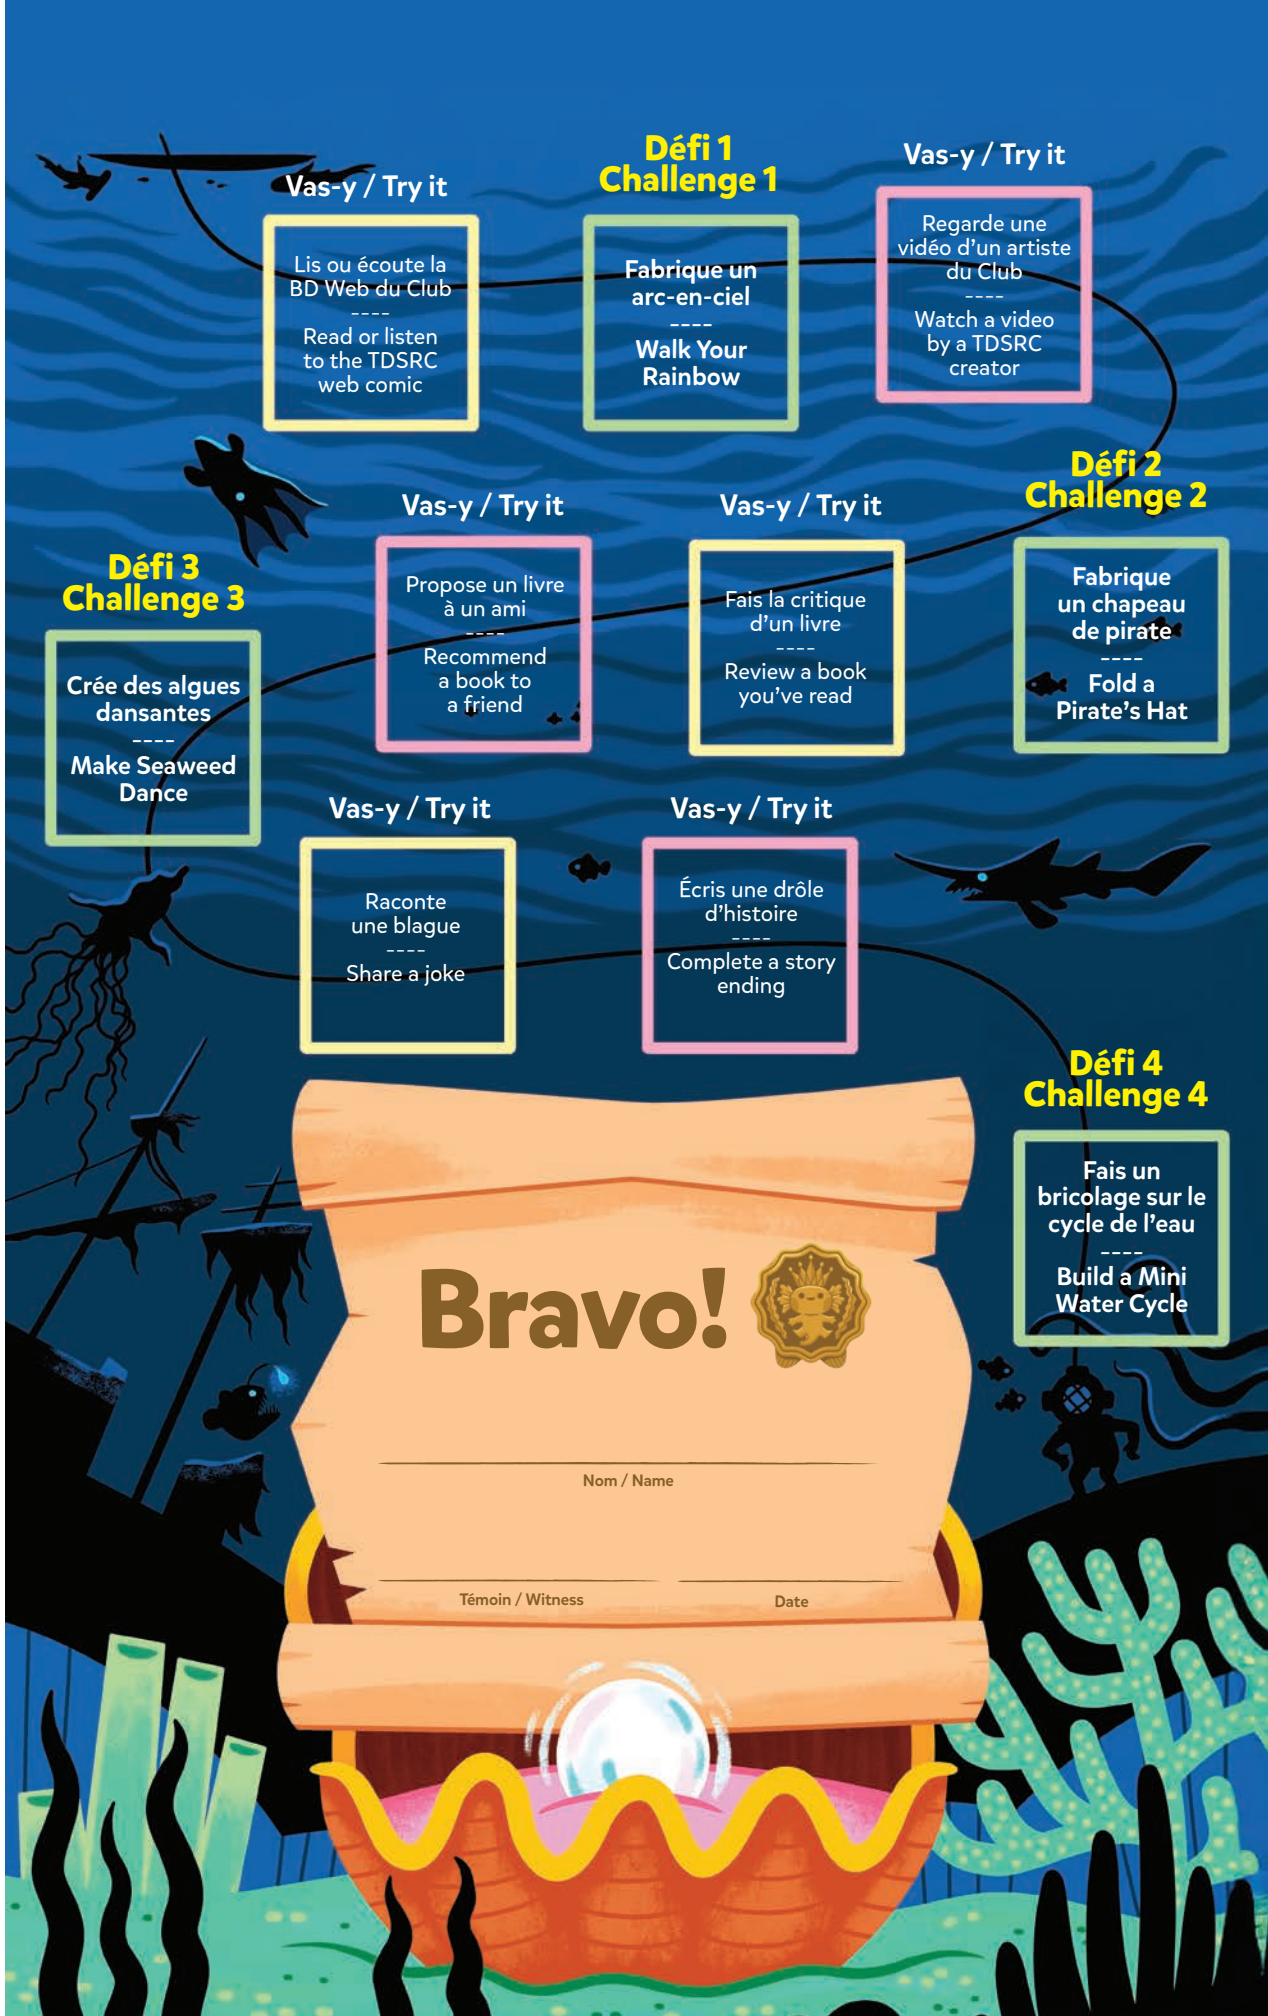 Vas-y / Try it
Lis ou écoute la
BD Web du Club
----
Read or listen
to the TDSRC
web comic
Défi 1
Challenge 1
Fabrique un
arc-en-ciel
----
Walk Your
Rainbow
Vas-y / Try it
Regarde une
vidéo d'un artiste
du Club
----
Watch a video
by a TDSRC
creator
Défi 2
Challenge 2
Fabrique
un chapeau
de pirate
----
Fold a
Pirate's Hat
Vas-y / Try it
Fais la critique
d'un livre
----
Review a book
you've read
Vas-y / Try it
Propose un livre
à un ami
----
Recommend
a book to
a friend
Défi 3
Challenge 3
Crée des algues
dansantes
----
Make Seaweed
Dance
Vas-y / Try it
Raconte
une blague
----
Share a joke
Vas-y / Try it
Écris une drôle
d'histoire
----
Complete a story
ending
Défi 4
Challenge 4
Fais un
bricolage sur le
cycle de l'eau
----
Build a Mini
Water Cycle
Bravo!
Nom / Name
Témoin / Witness
Date